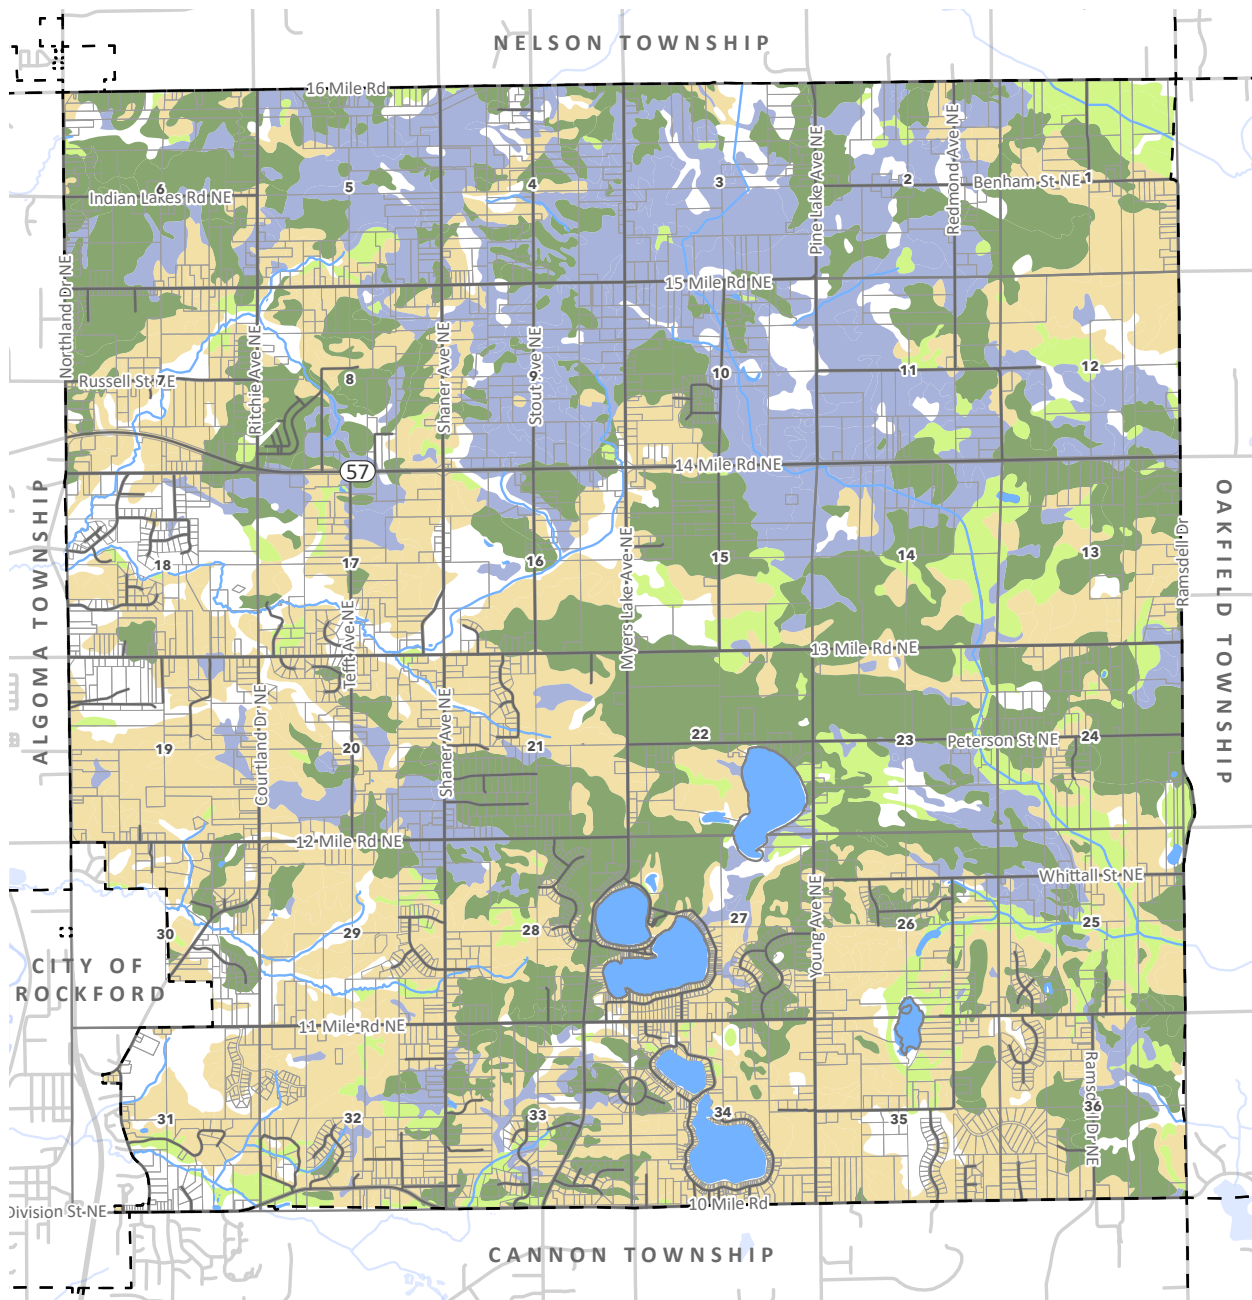 NELSON TOWNSHIP
16 Mile Rd
Pine Lake Ave NE
Redmond Ave NE
6
5
4
3
2
1
Indian Lakes Rd NE
Benham St NE
Northland Dr NE
15 Mile Rd NE
Ritchie Ave NE
Shaner Ave NE
Stout Ave NE
Russell St NE
7
8
9
10
11
12
14 Mile Rd NE
57
ALGOMA TOWNSHIP
OAKFIELD TOWNSHIP
Myers Lake Ave NE
Ramsdell Dr
18
17
16
15
14
13
Tefft Ave NE
13 Mile Rd NE
Courtland Dr NE
Shaner Ave NE
19
20
21
22
23
24
Peterson St NE
12 Mile Rd NE
Whittall St NE
Young Ave NE
30
29
28
27
26
25
CITY OF
ROCKFORD
11 Mile Rd NE
Ramsdell Dr NE
31
32
33
34
35
36
10 Mile Rd
Division St NE
CANNON TOWNSHIP